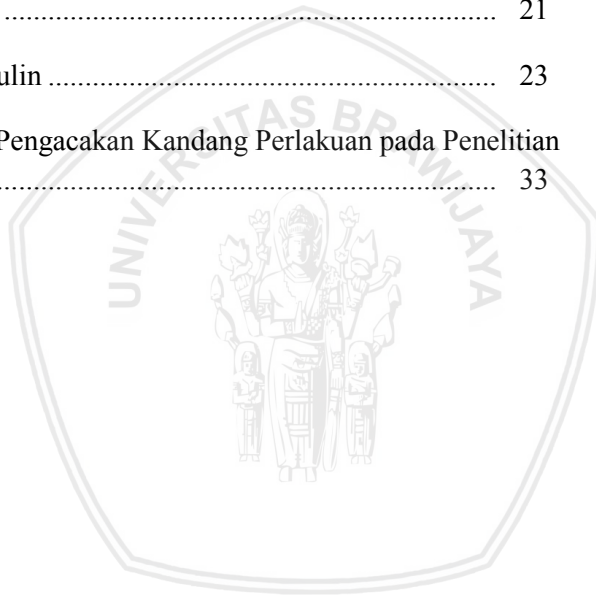 ................................................................ 21
ulin .......................................................... 23
Pengacakan Kandang Perlakuan pada Penelitian
................................................................ 33
UNIVERSITAS BRAWIJAYA